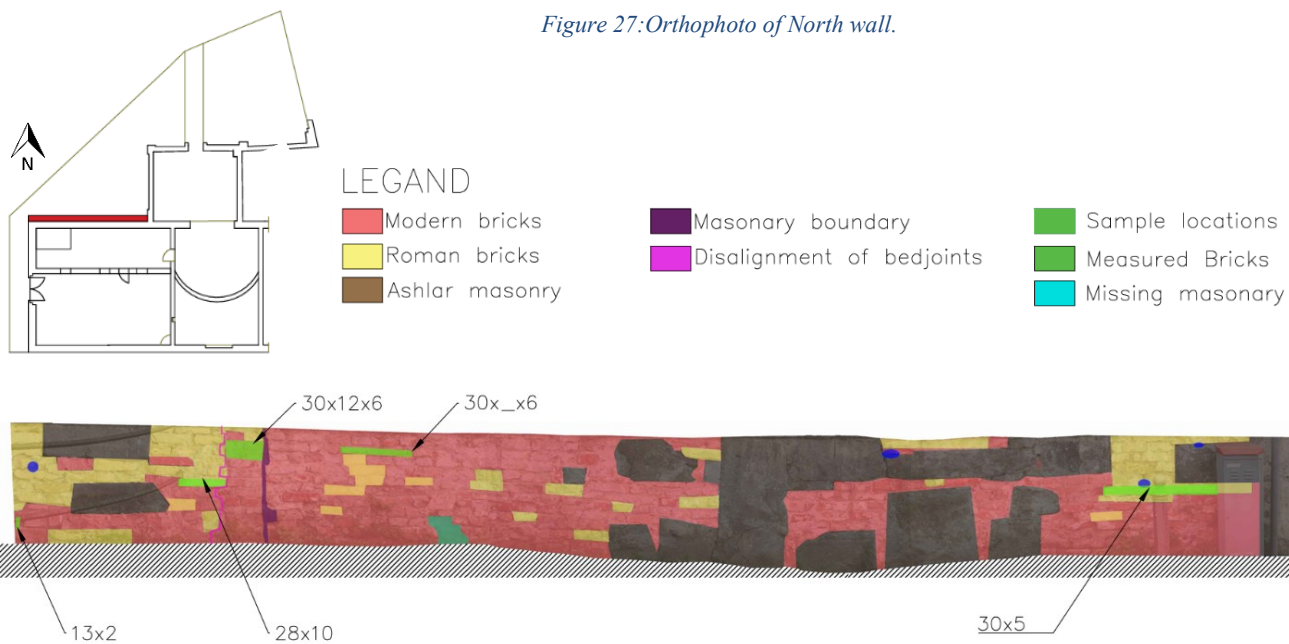 Figure 27:Orthophoto of North wall.
N
LEGAND
Modern bricks
Roman bricks
Ashlar masonry
Masonary boundary
Disalignment of bedjoints
Sample locations
Measured Bricks
Missing masonary
30x12x6
30x_x6
13x2
28x10
30x5